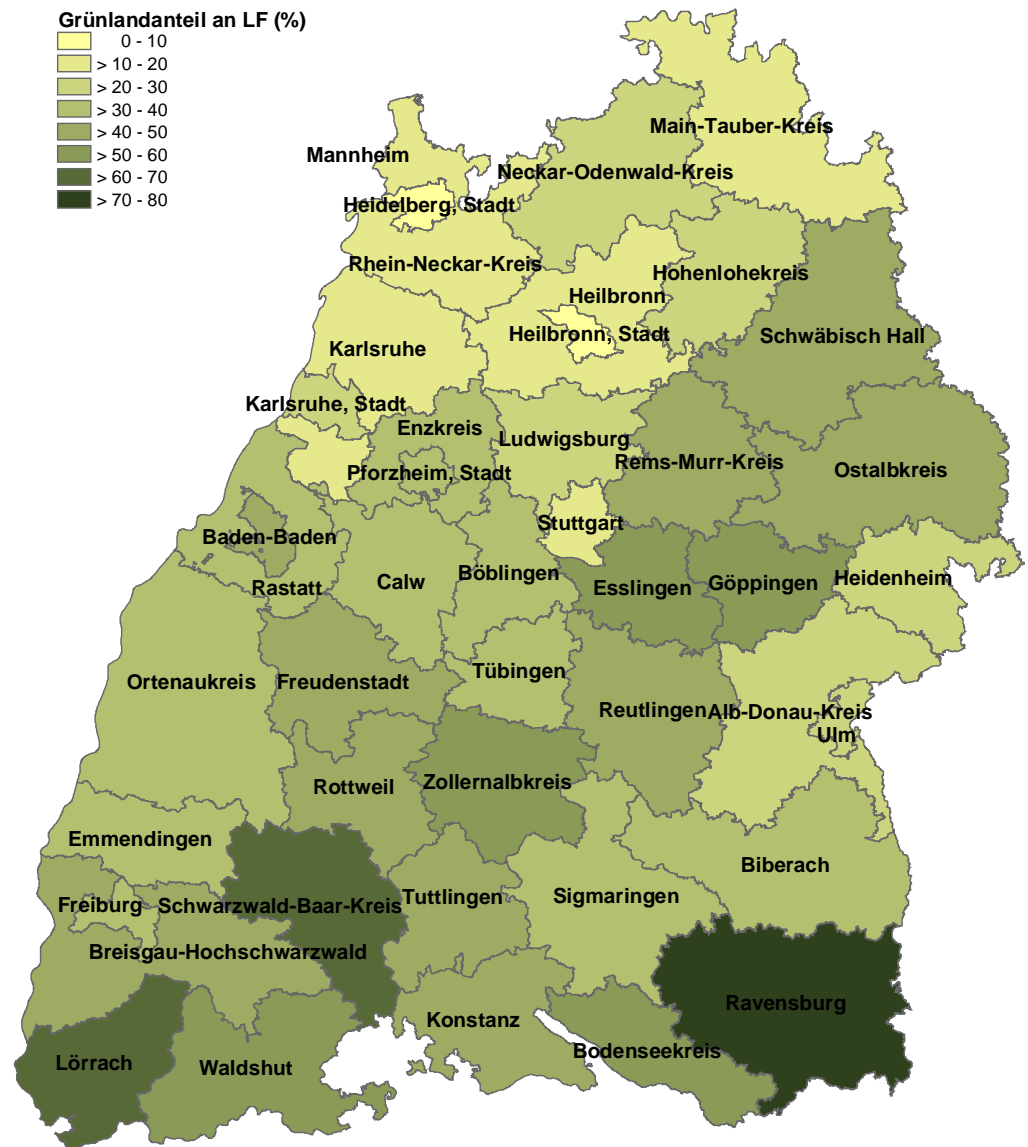 Grünlandanteil an LF (%)
0 - 10
> 10 - 20
> 20 - 30
> 30 - 40
> 40 - 50
> 50 - 60
> 60 - 70
> 70 - 80
Main-Tauber-Kreis
Mannheim
Neckar-Odenwald-Kreis
Heidelberg, Stadt
Rhein-Neckar-Kreis
Hohenlohekreis
Heilbronn
Heilbronn, Stadt
Schwäbisch Hall
Karlsruhe
Karlsruhe, Stadt
Enzkreis
Ludwigsburg
Rems-Murr-Kreis
Ostalbkreis
Pforzheim, Stadt
Stuttgart
Baden-Baden
Rastatt
Calw
Böblingen
Esslingen
Göppingen
Heidenheim
Ortenaukreis
Freudenstadt
Tübingen
Reutlingen
Alb-Donau-Kreis
Ulm
Rottweil
Zollernalbkreis
Emmendingen
Biberach
Freiburg
Schwarzwald-Baar-Kreis
Tuttlingen
Sigmaringen
Breisgau-Hochschwarzwald
Ravensburg
Konstanz
Bodenseekreis
Lörrach
Waldshut